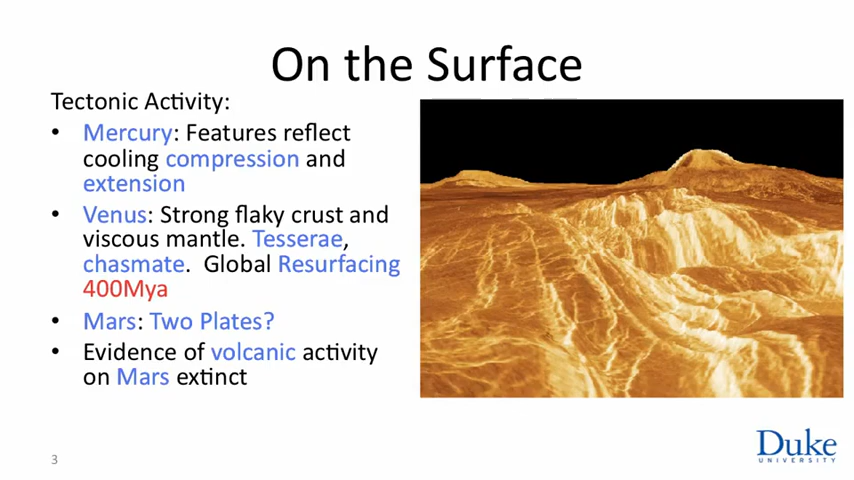 On the Surface
Tectonic Activity:
• Mercury: Features reflect
cooling compression and
extension
• Venus: Strong flaky crust and
viscous mantle. Tesserae,
chasmate. Global Resurfacing
400Mya
• Mars: Two Plates?
• Evidence of volcanic activity
on Mars extinct
3
Duke
UNIVERSITY